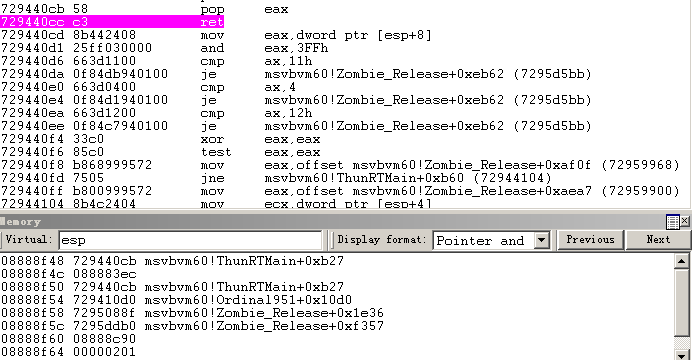 729440cb 58 pop eax
729440cc c3 ret
729440cd 8b442408 mov eax,dword ptr [esp+8]
729440d1 25ff030000 and eax,3FFh
729440d6 663d1100 cmp ax,11h
729440da 0f84db940100 je msvbvm60!Zombie_Release+0xeb62 (7295d5bb)
729440e0 663d0400 cmp ax,4
729440e4 0f84d1940100 je msvbvm60!Zombie_Release+0xeb62 (7295d5bb)
729440ea 663d1200 cmp ax,12h
729440ee 0f84c7940100 je msvbvm60!Zombie_Release+0xeb62 (7295d5bb)
729440f4 33c0 xor eax,eax
729440f6 85c0 test eax,eax
729440f8 b868999572 mov eax,offset msvbvm60!Zombie_Release+0xaf0f (72959968)
729440fd 7505 jne msvbvm60!ThunRTMain+0xb60 (72944104)
729440ff b800999572 mov eax,offset msvbvm60!Zombie_Release+0xaea7 (72959900)
72944104 8b4c2404 mov ecx,dword ptr [esp+4]
Memory
Virtual: esp Display format: Pointer and Previous Next
08888f48 729440cb msvbvm60!ThunRTMain+0xb27
08888f4c 088883ec
08888f50 729440cb msvbvm60!ThunRTMain+0xb27
08888f54 729410d0 msvbvm60!Ordinal951+0x10d0
08888f58 7295088f msvbvm60!Zombie_Release+0x1e36
08888f5c 7295ddb0 msvbvm60!Zombie_Release+0xf357
08888f60 08888c90
08888f64 00000201